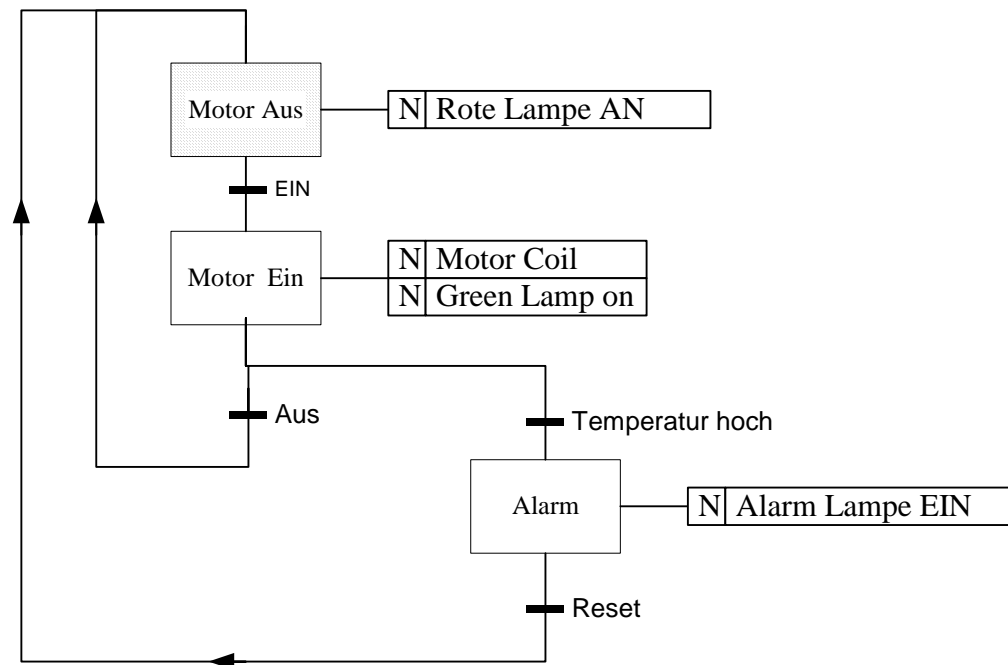 Motor Aus
N Rote Lampe AN
EIN
Motor Ein
N Motor Coil
N Green Lamp on
Aus
Temperatur hoch
Alarm
N Alarm Lampe EIN
Reset